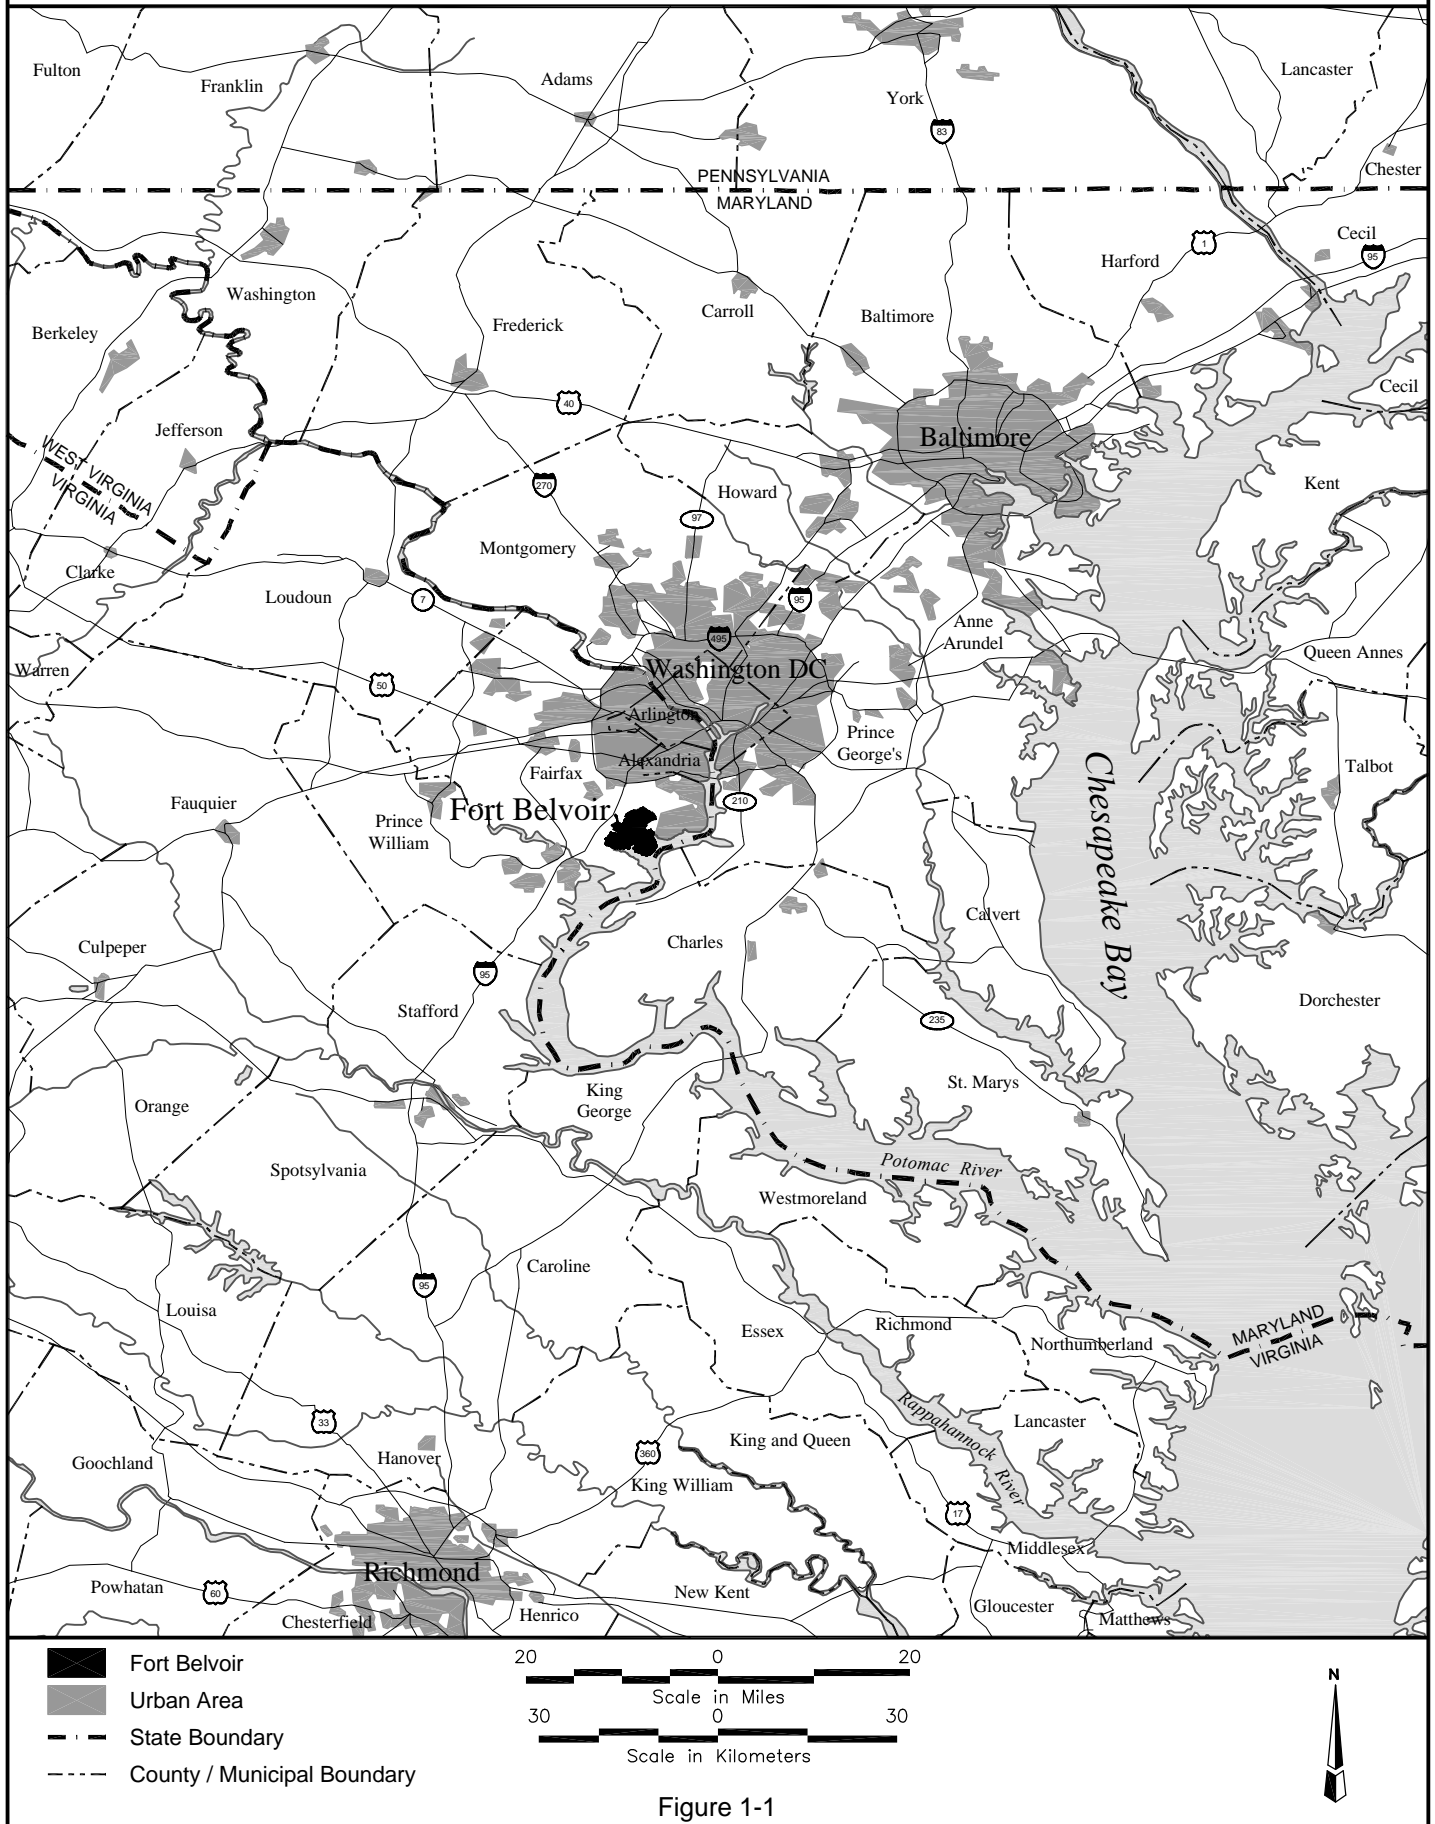 Fulton
Franklin
Adams
York
Lancaster
83
Chester
PENNSYLVANIA
MARYLAND
Cecil
1
95
Harford
Washington
Berkeley
Frederick
Carroll
Baltimore
Cecil
40
Jefferson
Baltimore
WEST VIRGINIA
VIRGINIA
270
Howard
Kent
97
Montgomery
Clarke
Loudoun
7
95
495
Anne
Arundel
Queen Annes
Warren
Washington DC
50
Arlington
Prince
George's
Alexandria
Fairfax
Talbot
Chesapeake Bay
Fauquier
Fort Belvoir
210
Prince
William
Calvert
Culpeper
Charles
95
Dorchester
Stafford
235
King
George
St. Marys
Orange
Spotsylvania
Potomac River
Westmoreland
Caroline
95
Louisa
Essex
Richmond
Northumberland
MARYLAND
VIRGINIA
Rappahannock River
Lancaster
33
King and Queen
360
Goochland
Hanover
King William
17
Middlesex
Richmond
Powhatan
60
New Kent
Chesterfield
Henrico
Gloucester
Matthews
Fort Belvoir
Urban Area
State Boundary
County / Municipal Boundary
20 0 20
Scale in Miles
30 0 30
Scale in Kilometers
N
Figure 1-1